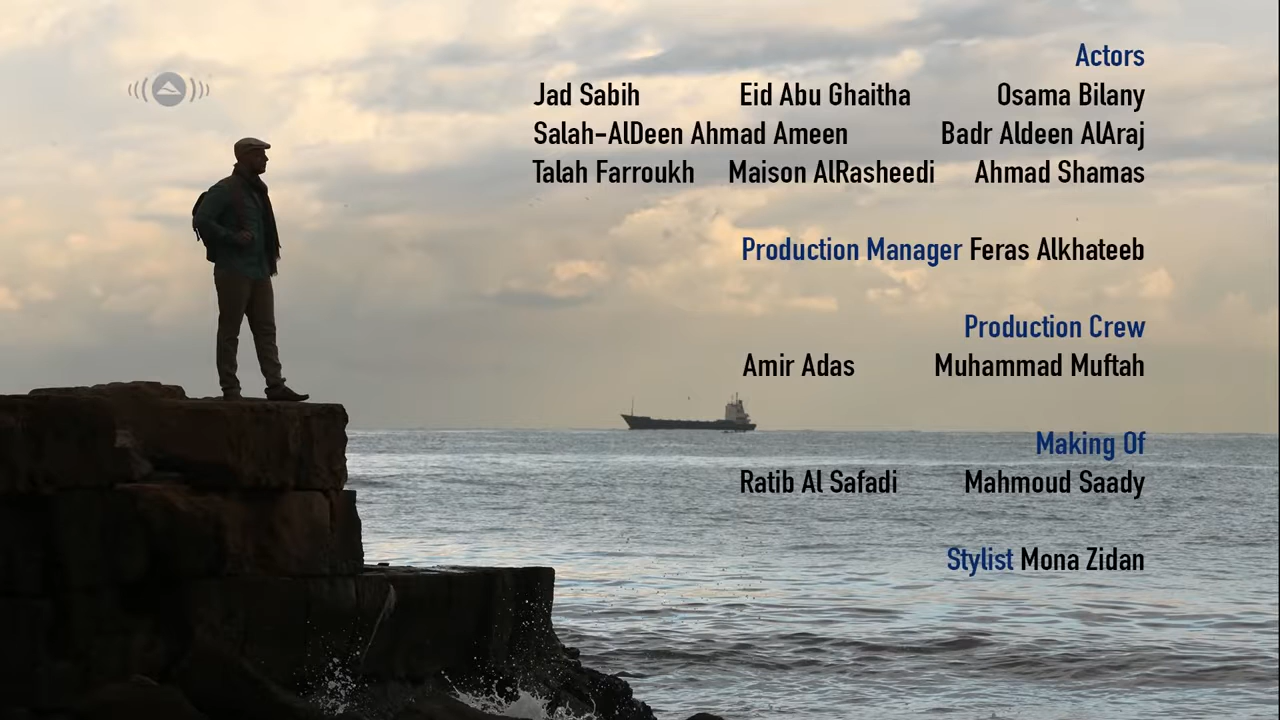 Actors
Jad Sabih Eid Abu Ghaitha Osama Bilany
Salah-AlDeen Ahmad Ameen Badr Aldeen AlAraj
Talah Farroukh Maison AlRasheedi Ahmad Shamas
Production Manager Feras Alkhateeb
Production Crew
Amir Adas Muhammad Muftah
Making Of
Ratib Al Safadi Mahmoud Saady
Stylist Mona Zidan